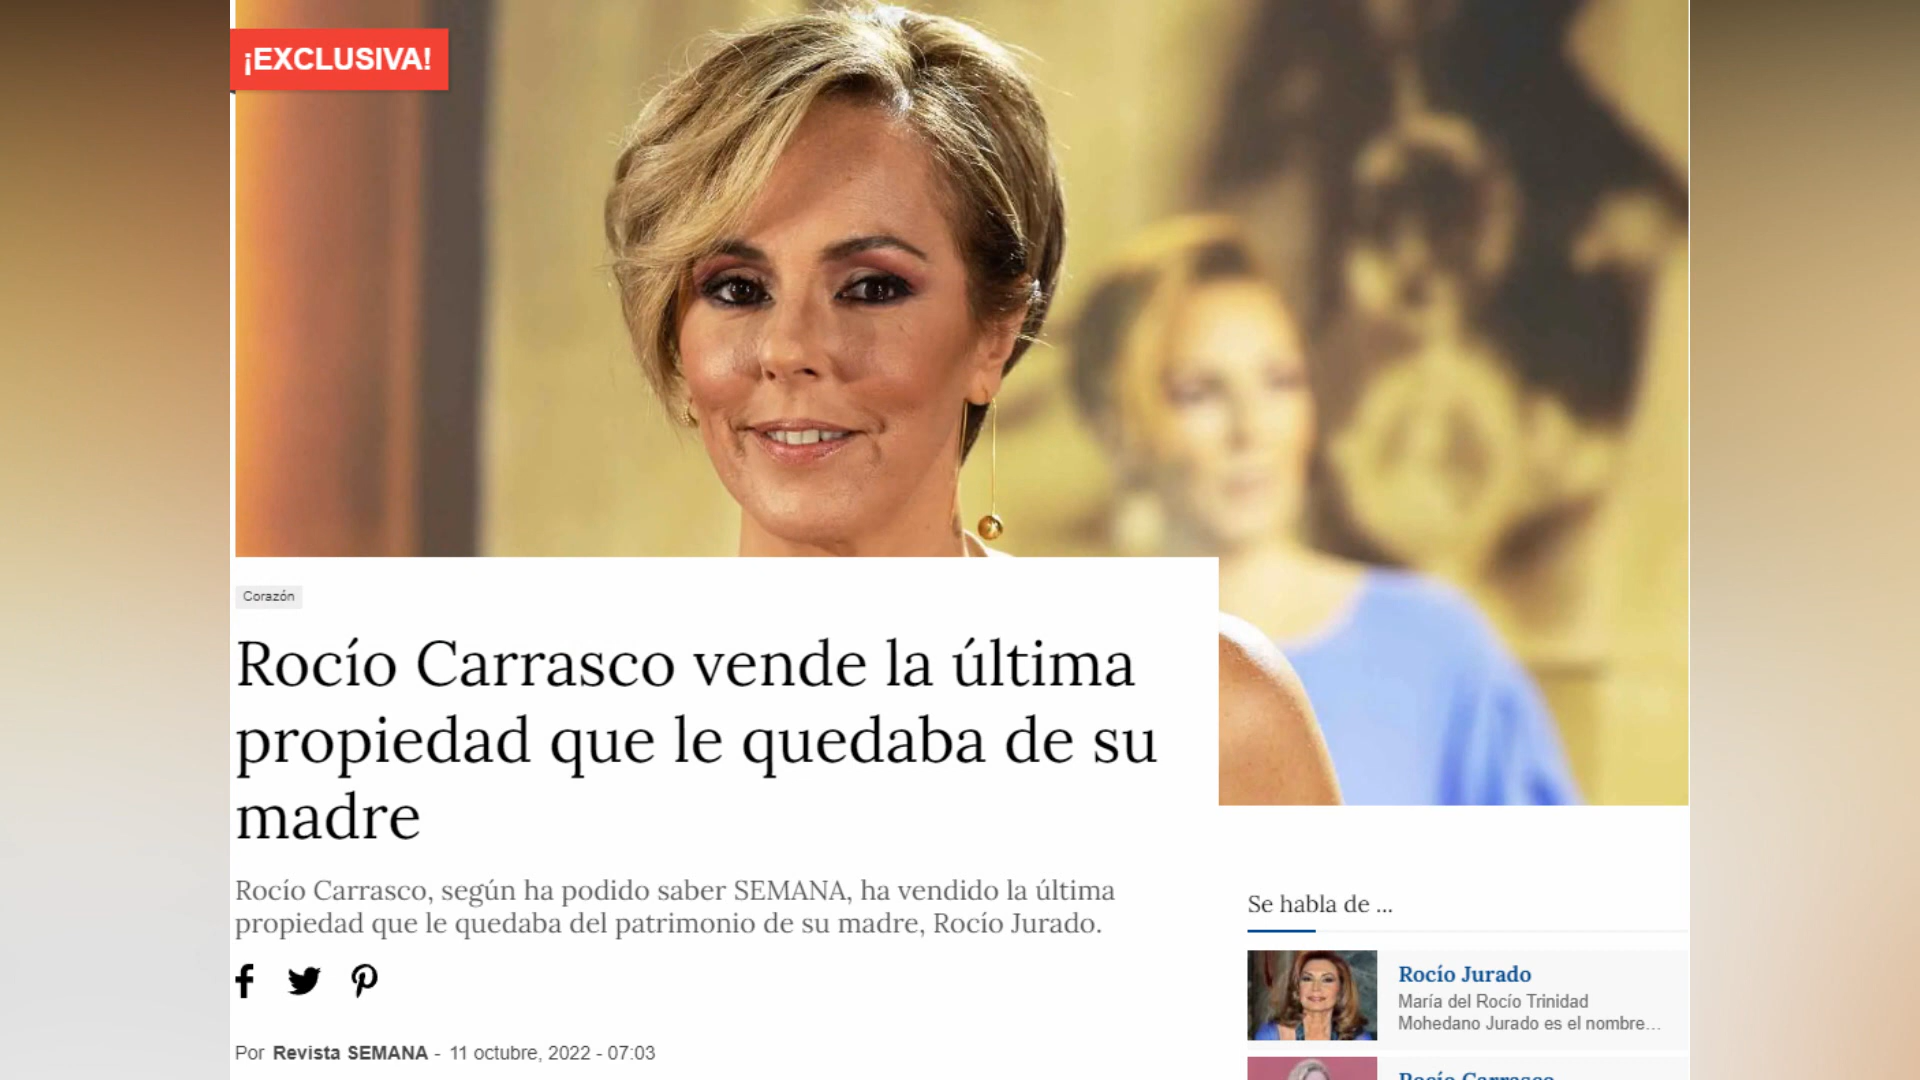 ¡EXCLUSIVA!
Corazón
Rocío Carrasco vende la última
propiedad que le quedaba de su
madre
Rocío Carrasco, según ha podido saber SEMANA, ha vendido la última
propiedad que le quedaba del patrimonio de su madre, Rocío Jurado.
Por Revista SEMANA - 11 octubre, 2022 - 07:03
Se habla de ...
Rocío Jurado
María del Rocío Trinidad
Mohedano Jurado es el nombre...
Rocío Carrasco